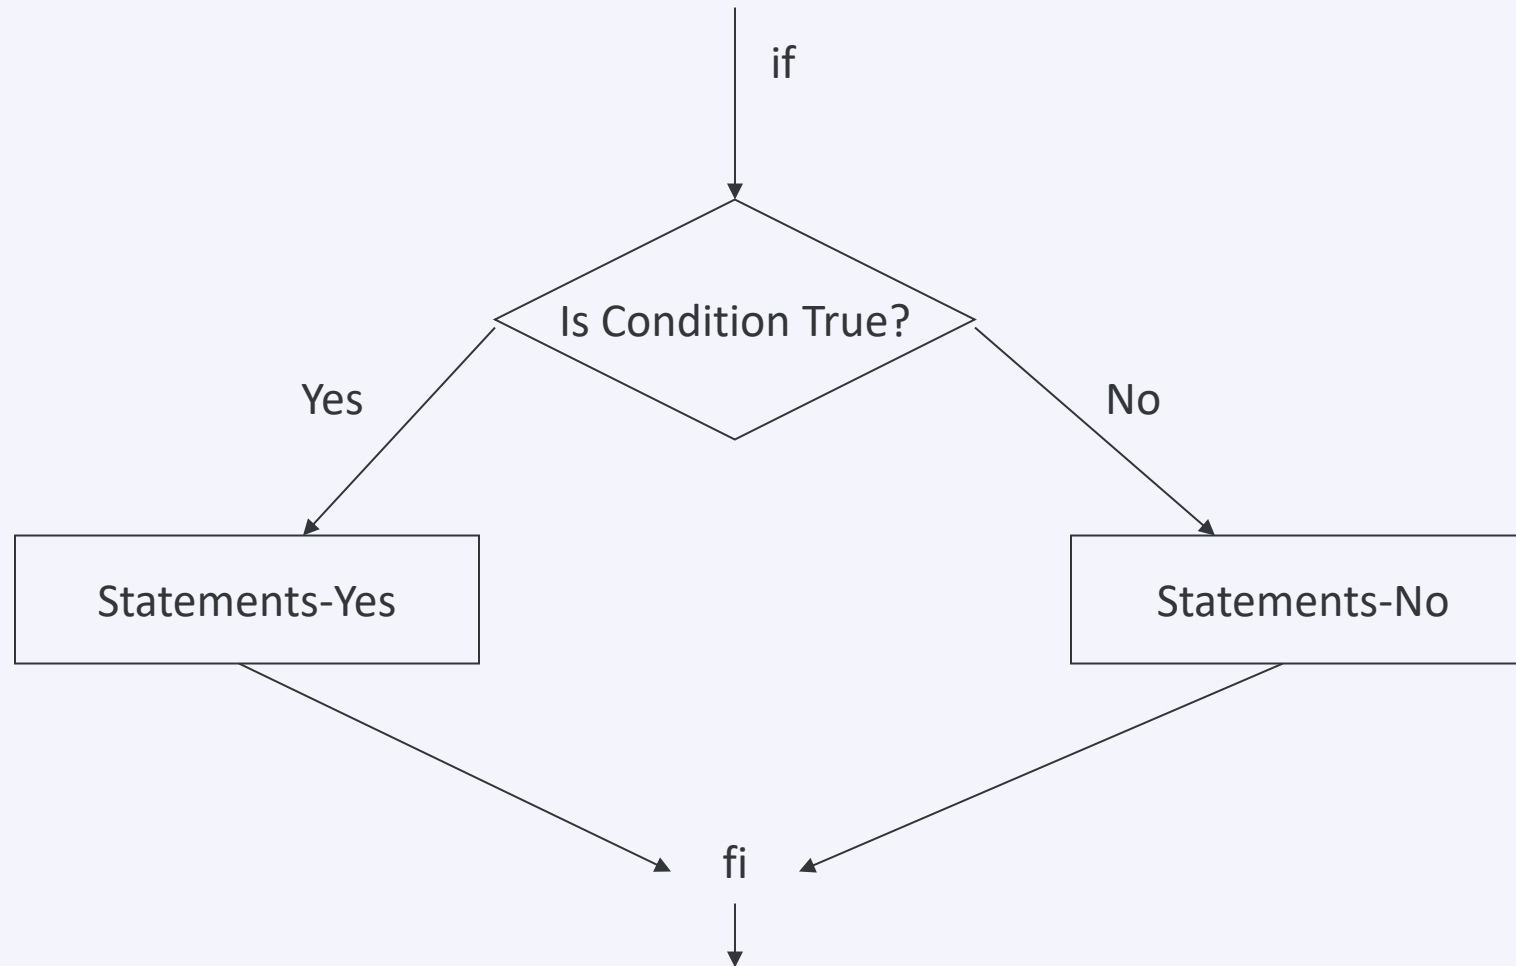 if
Is Condition True?
Yes
No
Statements-Yes
Statements-No
fi